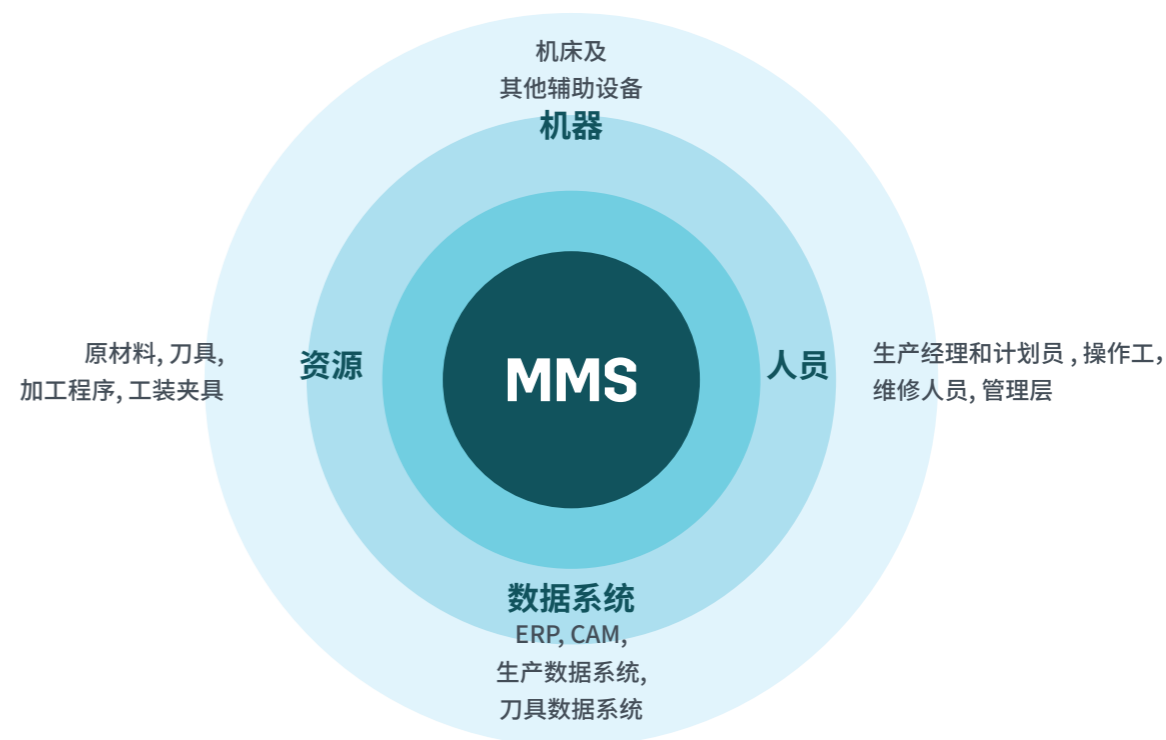 机床及
其他辅助设备
机器
原材料, 刀具,
加工程序, 工装夹具
资源
MMS
人员
生产经理和计划员 , 操作工,
维修人员, 管理层
数据系统
ERP, CAM,
生产数据系统,
刀具数据系统